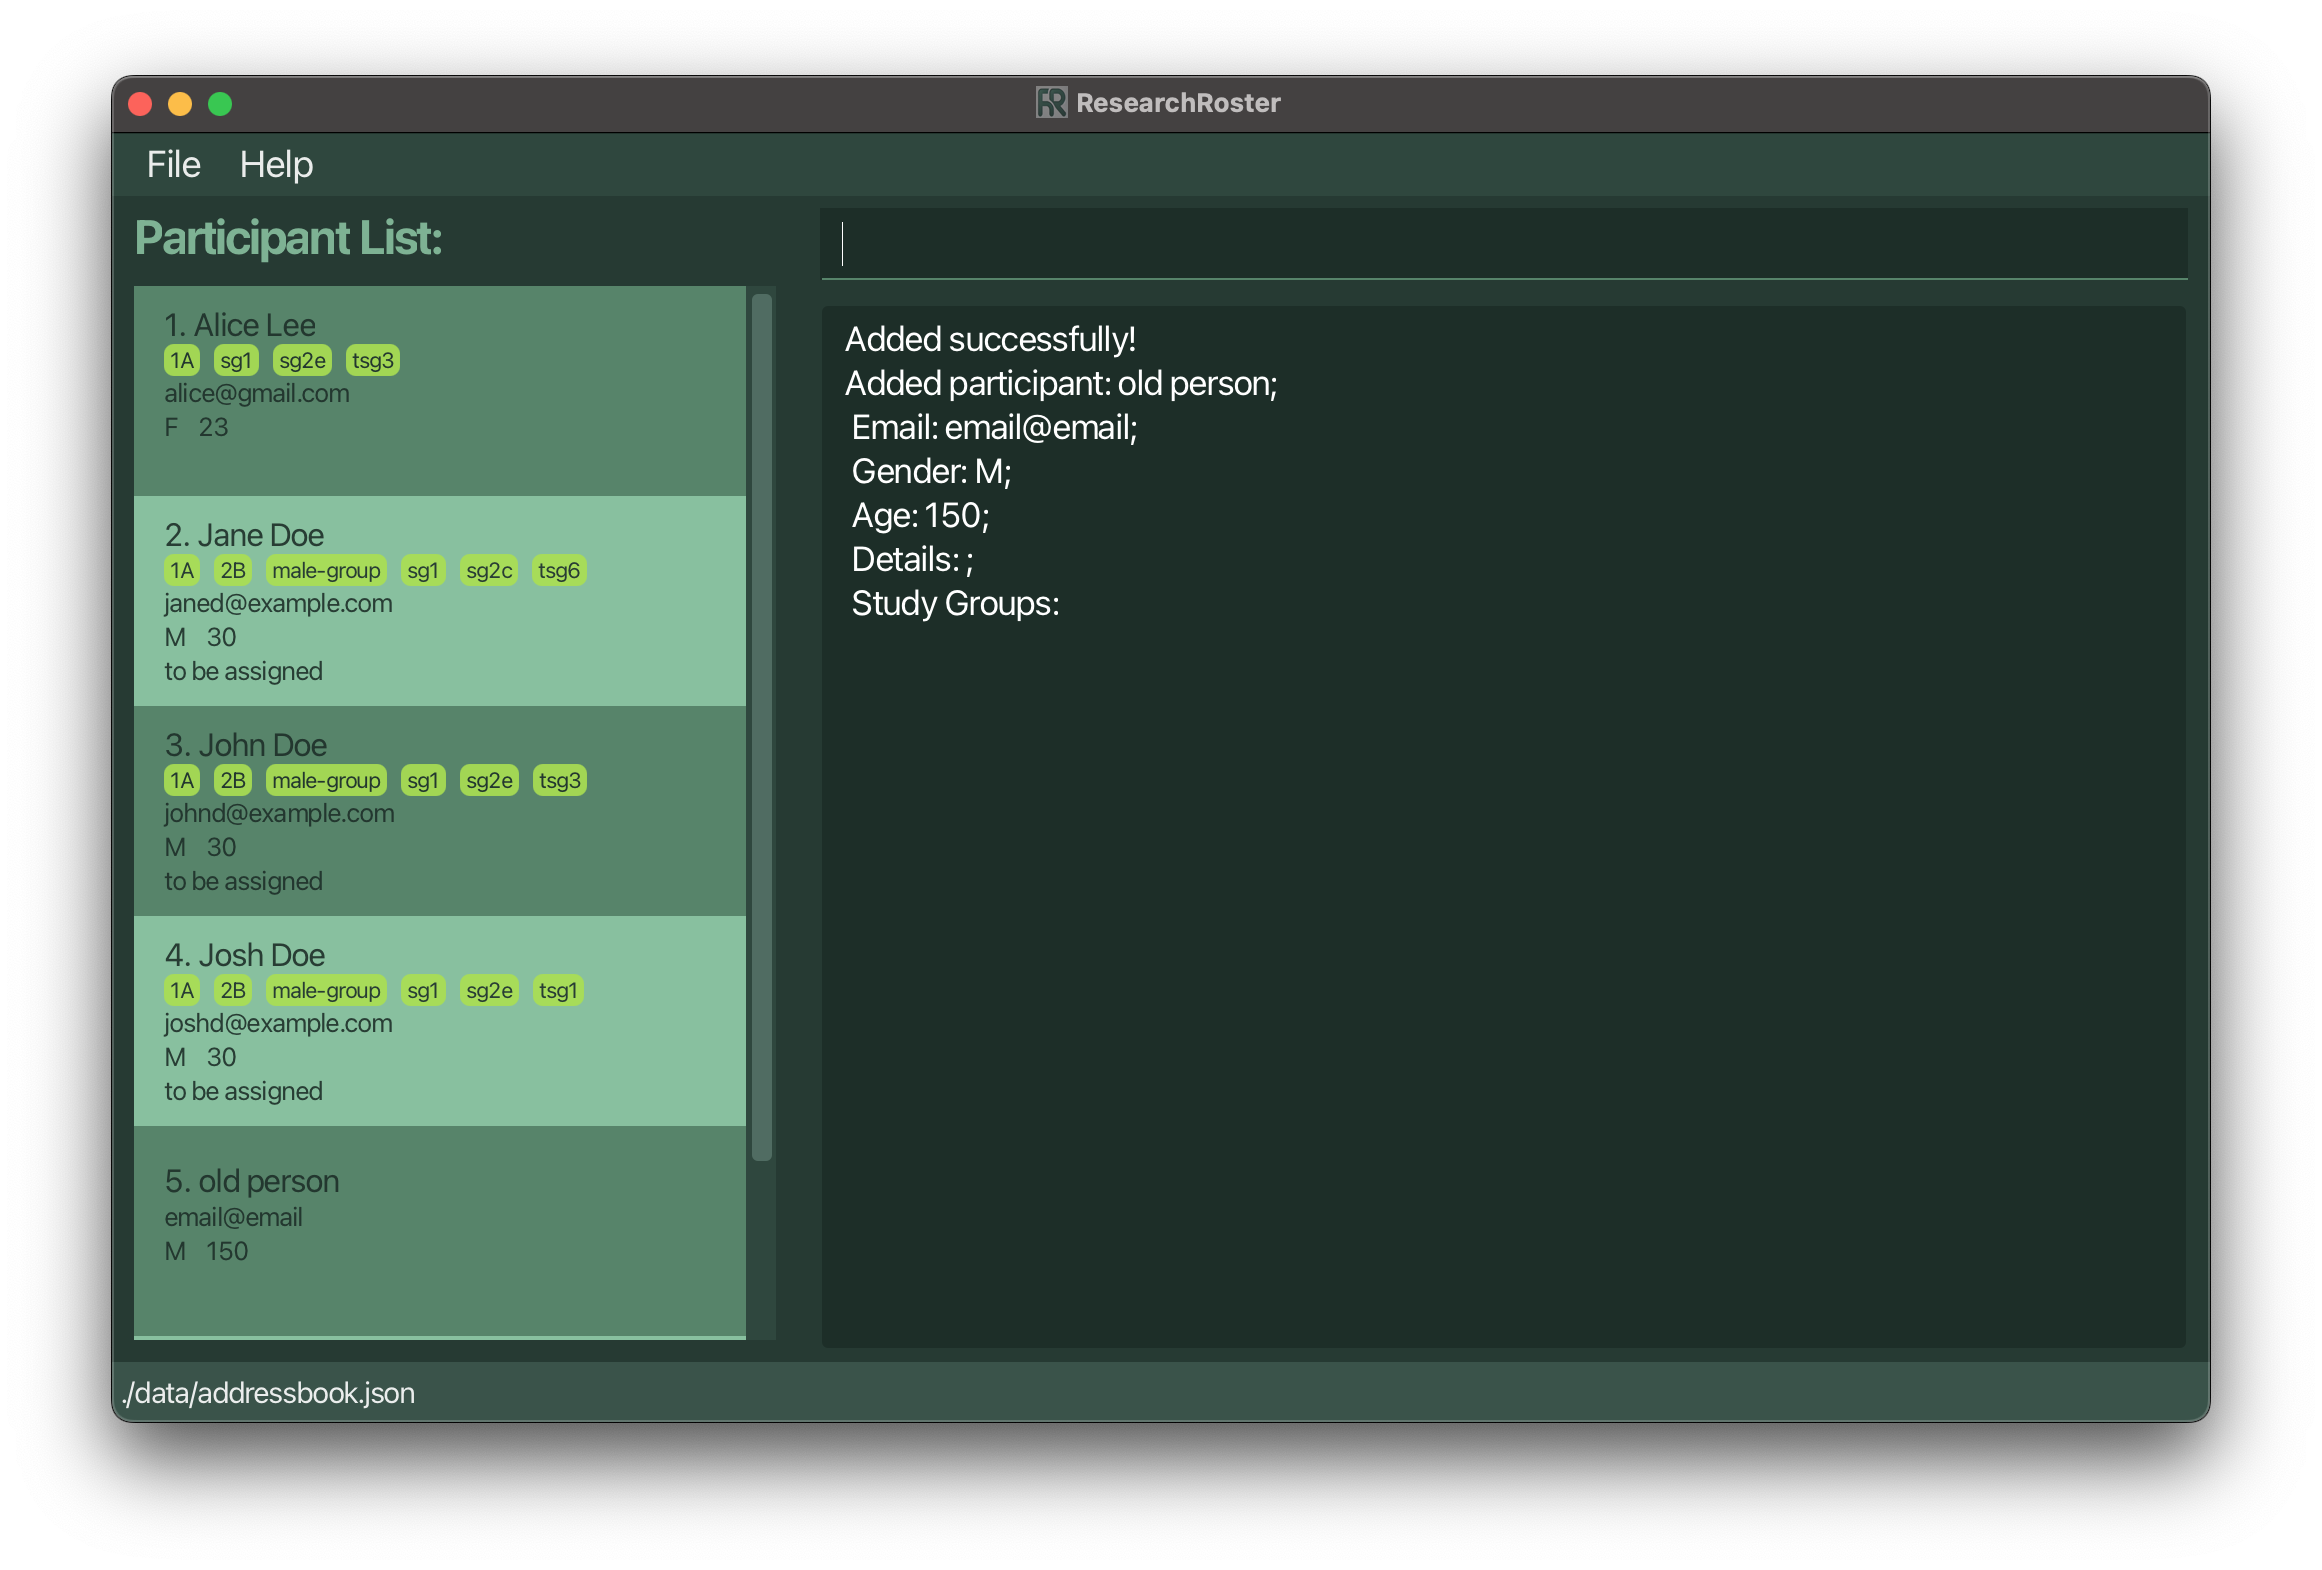 ResearchRoster
File Help
Participant List:
1. Alice Lee
1A sg1 sg2e tsg3
alice@gmail.com
F 23
2. Jane Doe
1A 2B male-group sg1 sg2c tsg6
janed@example.com
M 30
to be assigned
3. John Doe
1A 2B male-group sg1 sg2e tsg3
johnd@example.com
M 30
to be assigned
4. Josh Doe
1A 2B male-group sg1 sg2e tsg1
joshd@example.com
M 30
to be assigned
5. old person
email@email
M 150
Added successfully!
Added participant: old person;
Email: email@email;
Gender: M;
Age: 150;
Details: ;
Study Groups:
./data/addressbook.json